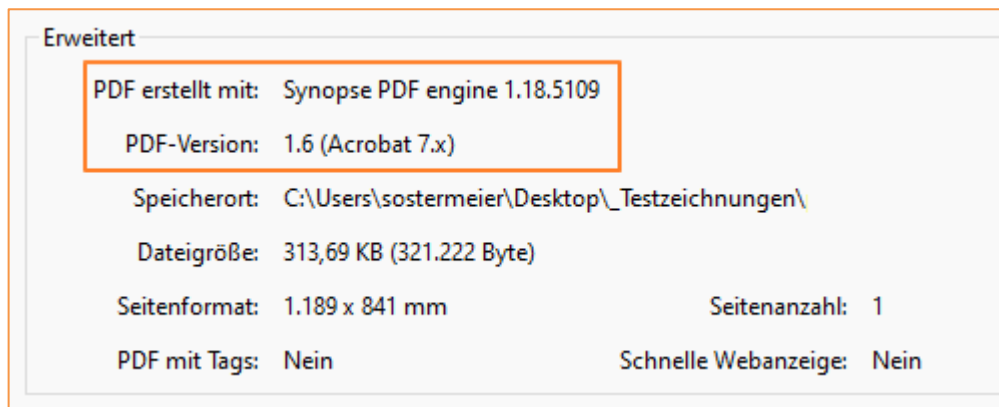 Erweitert
PDF erstellt mit: Synopse PDF engine 1.18.5109
PDF-Version: 1.6 (Acrobat 7.x)
Speicherort: C:\Users\sostermeier\Desktop\_Testzeichnungen\
Dateigröße: 313,69 KB (321.222 Byte)
Seitenformat: 1.189 x 841 mm Seitenanzahl: 1
PDF mit Tags: Nein Schnelle Webanzeige: Nein